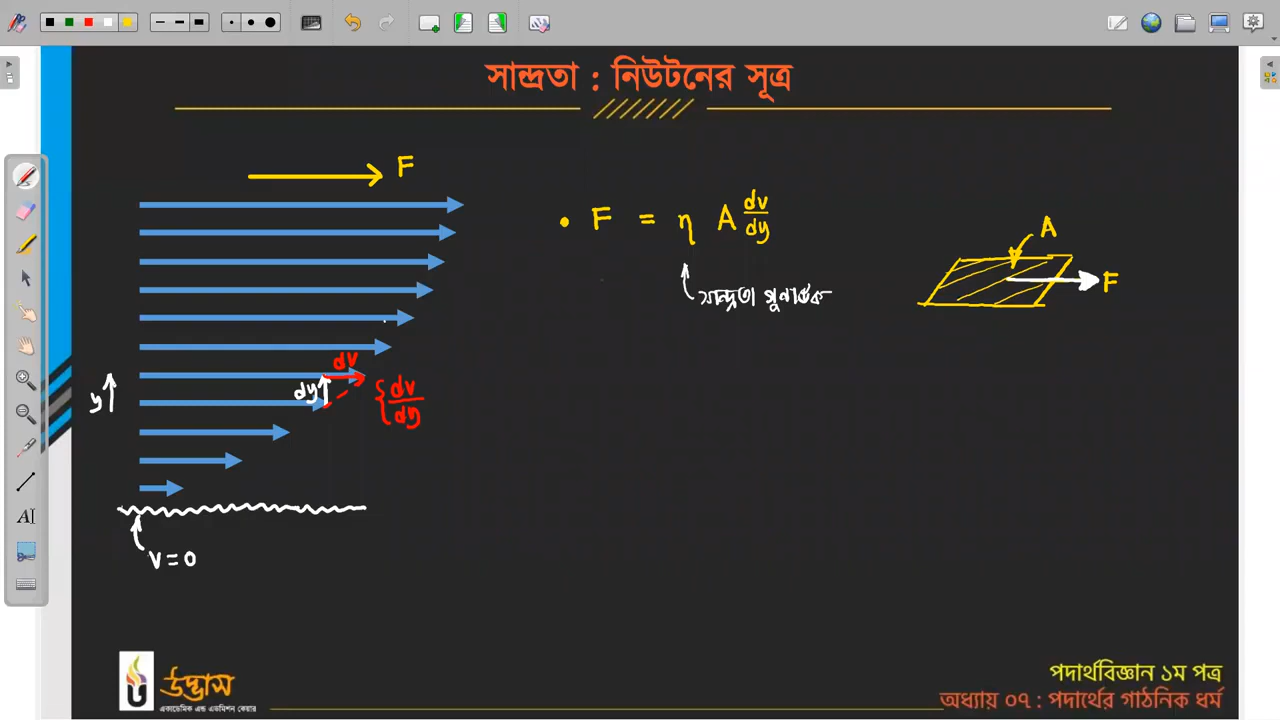 সান্দ্রতা : নিউটনের সূত্র
F
• F = η A dv/dy
সান্দ্রতা গুনাঙ্ক
A
F
dv
dy
dv/dy
y
v = 0
উদ্ভাস
একাডেমিক এন্ড এডমিশন কেয়ার
পদার্থবিজ্ঞান ১ম পত্র
অধ্যায় ০৭ : পদার্থের গাঠনিক ধর্ম